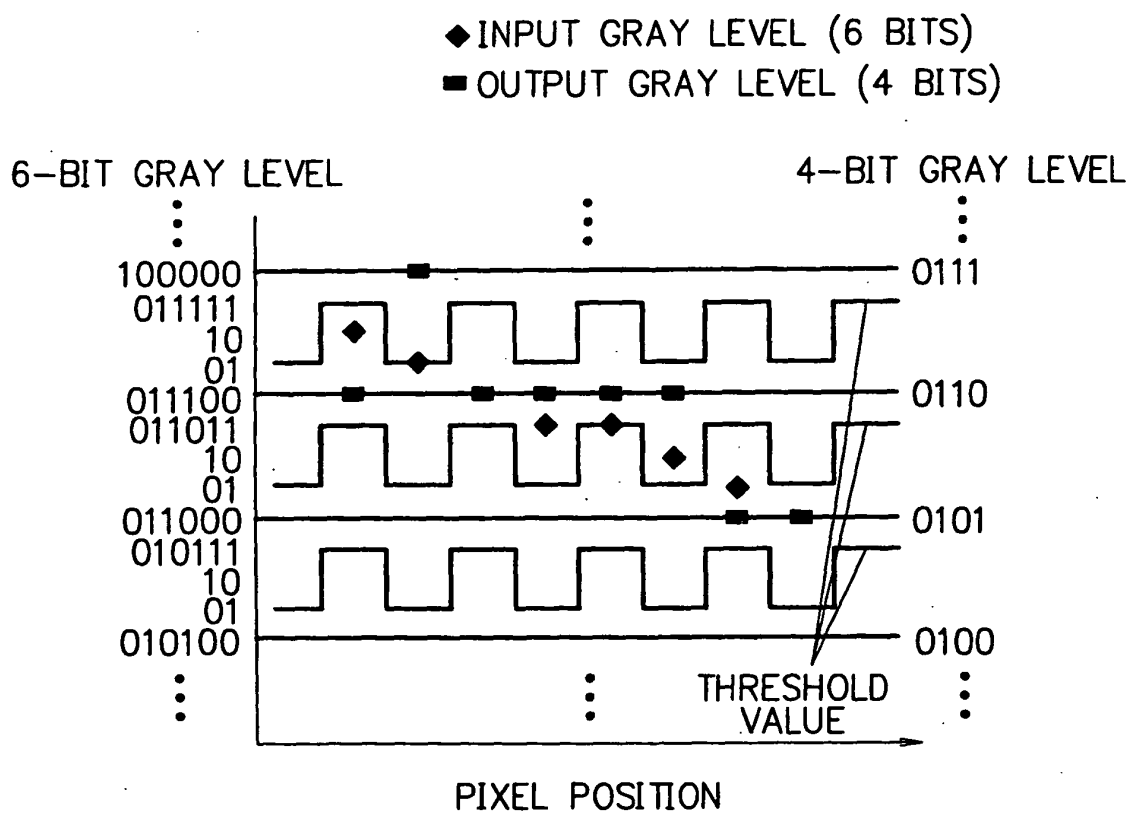 INPUT GRAY LEVEL (6 BITS)
OUTPUT GRAY LEVEL (4 BITS)
6-BIT GRAY LEVEL
4-BIT GRAY LEVEL
100000
0111
011111
10
01
011100
0110
011011
10
01
011000
0101
010111
10
01
010100
0100
THRESHOLD
VALUE
PIXEL POSITION